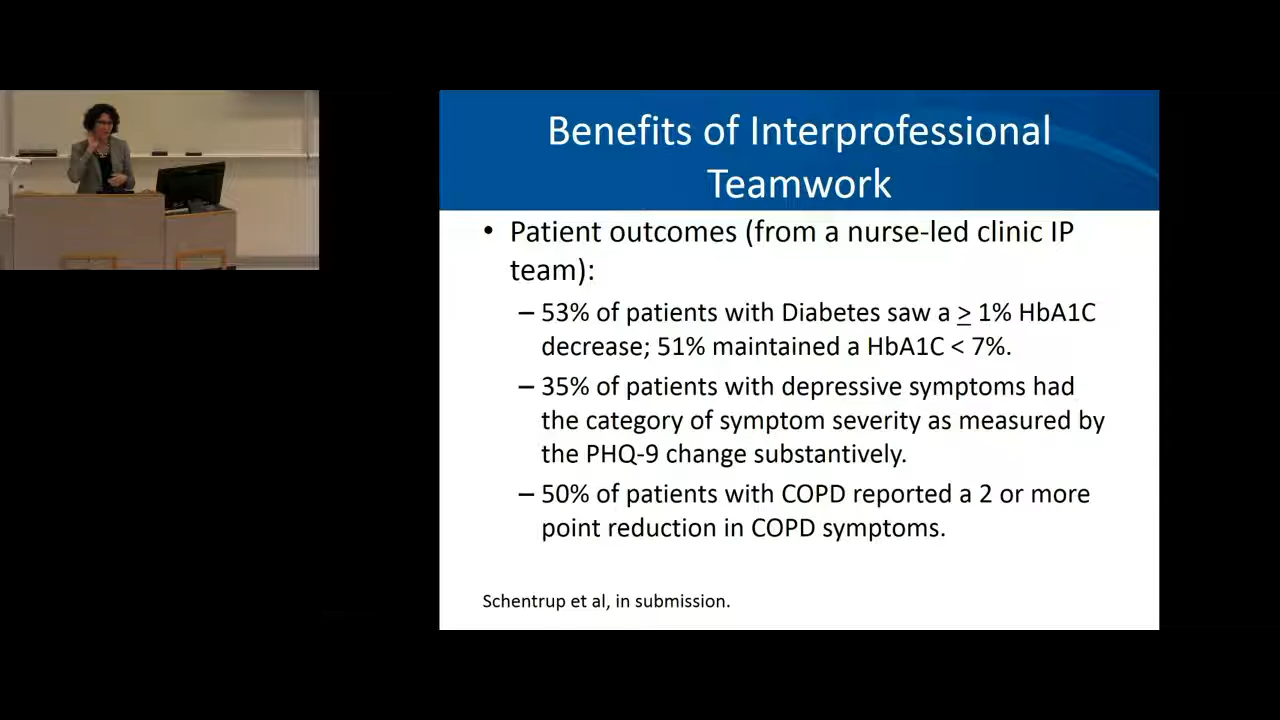 Benefits of Interprofessional
Teamwork
• Patient outcomes (from a nurse-led clinic IP
team):
– 53% of patients with Diabetes saw a ≥ 1% HbA1C
decrease; 51% maintained a HbA1C < 7%.
– 35% of patients with depressive symptoms had
the category of symptom severity as measured by
the PHQ-9 change substantively.
– 50% of patients with COPD reported a 2 or more
point reduction in COPD symptoms.
Schentrup et al, in submission.